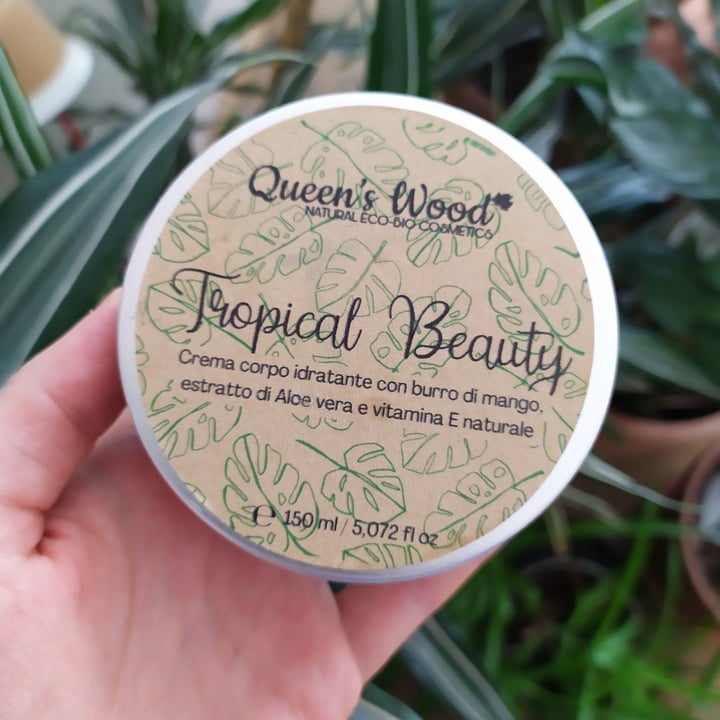 Queen's Wood
NATURAL ECO-BIO COSMETICS
Tropical Beauty
Crema corpo idratante con burro di mango,
estratto di Aloe vera e vitamina E naturale
℮ 150 ml / 5,072 fl oz